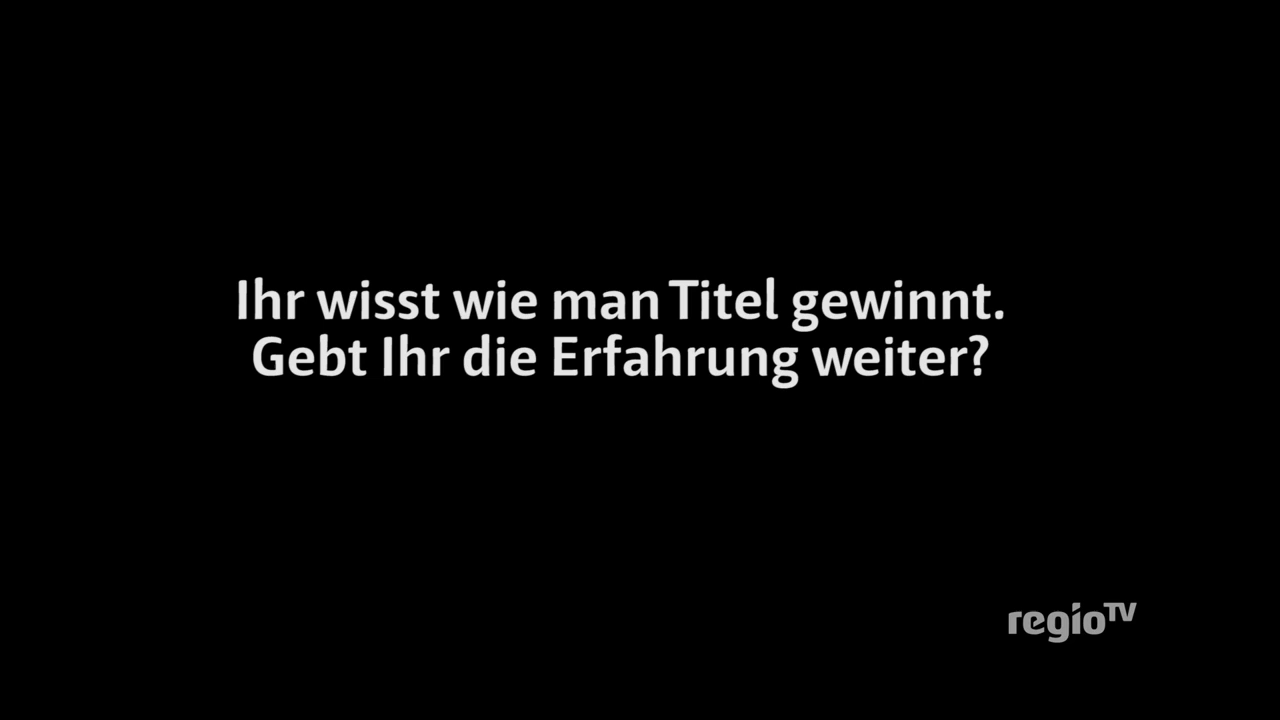 Ihr wisst wie man Titel gewinnt.
Gebt Ihr die Erfahrung weiter?
regioTV